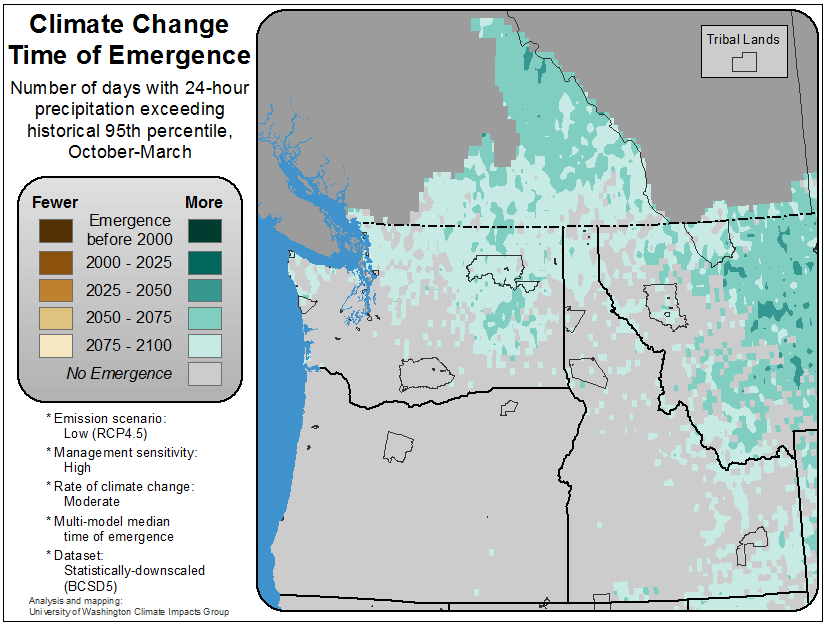 Climate Change
Time of Emergence
Number of days with 24-hour
precipitation exceeding
historical 95th percentile,
October-March
Fewer
More
Emergence
before 2000
2000 - 2025
2025 - 2050
2050 - 2075
2075 - 2100
No Emergence
* Emission scenario:
Low (RCP4.5)
* Management sensitivity:
High
* Rate of climate change:
Moderate
* Multi-model median
time of emergence
* Dataset:
Statistically-downscaled
(BCSD5)
Analysis and mapping:
University of Washington Climate Impacts Group
Tribal Lands